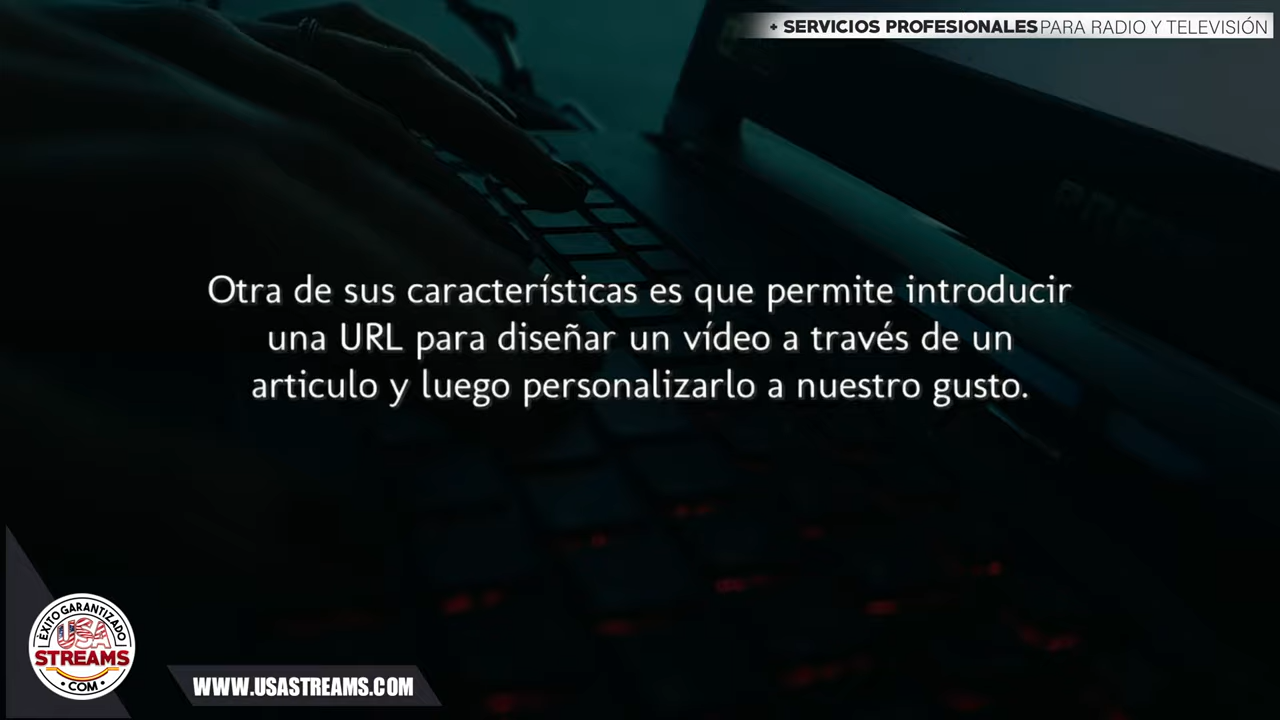 + SERVICIOS PROFESIONALES PARA RADIO Y TELEVISIÓN
Otra de sus características es que permite introducir
una URL para diseñar un vídeo a través de un
articulo y luego personalizarlo a nuestro gusto.
ÉXITO GARANTIZADO
USA
STREAMS
• COM •
WWW.USASTREAMS.COM